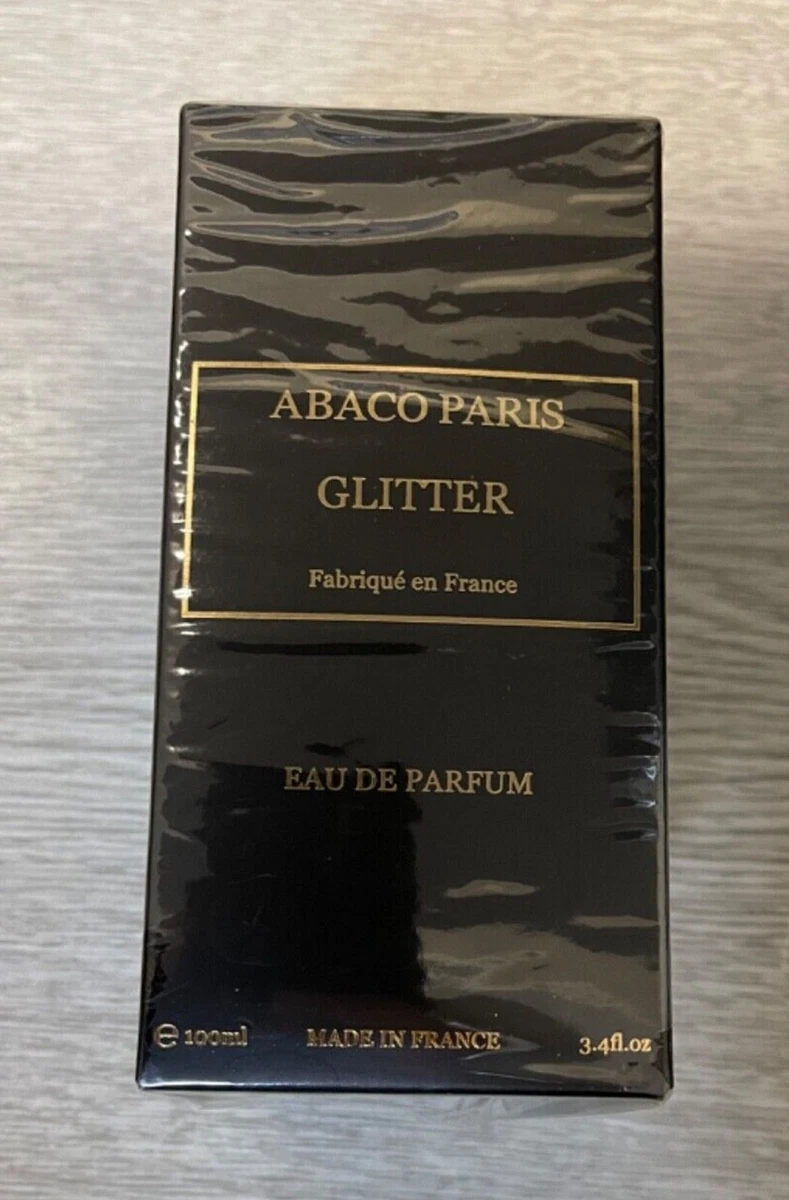 ABACO PARIS
GLITTER
Fabriqué en France
EAU DE PARFUM
℮ 100ml MADE IN FRANCE 3.4fl.oz